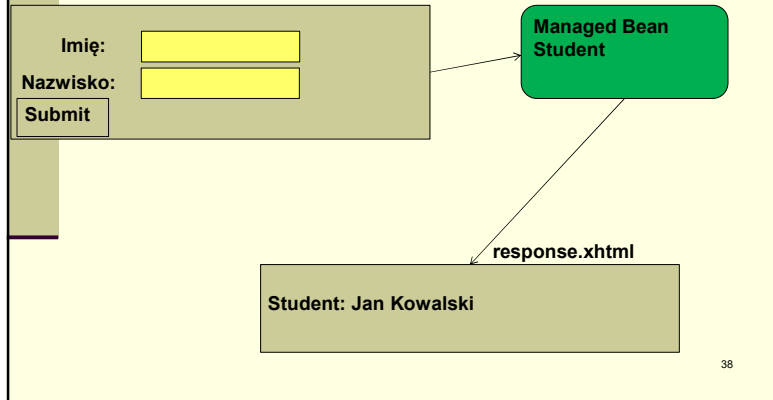 Imię:
Nazwisko:
Submit
Managed Bean
Student
response.xhtml
Student: Jan Kowalski
38